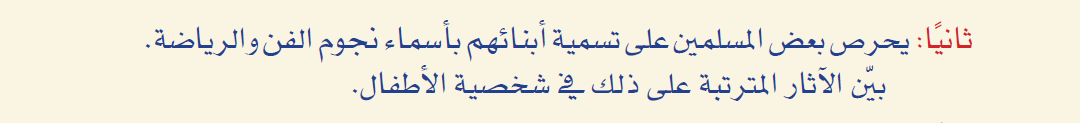 ثانيًا: يحرص بعض المسلمين على تسمية أبنائهم بأسماء نجوم الفن والرياضة.
بيّن الآثار المترتبة على ذلك في شخصية الأطفال.